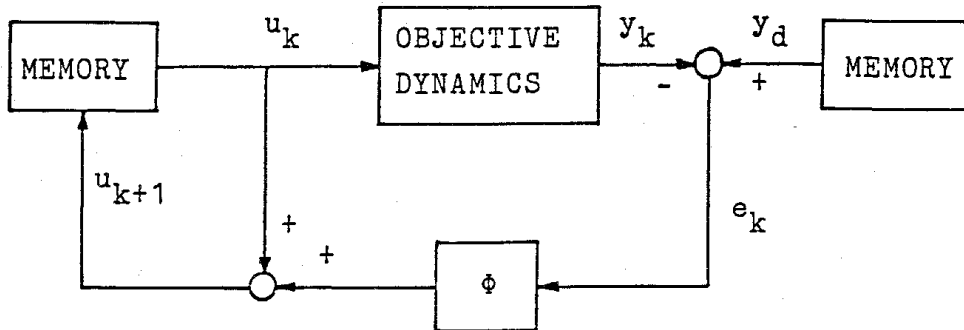 u_k
OBJECTIVE
DYNAMICS
y_k
y_d
MEMORY
MEMORY
-
+
u_{k+1}
e_k
+
+
Φ